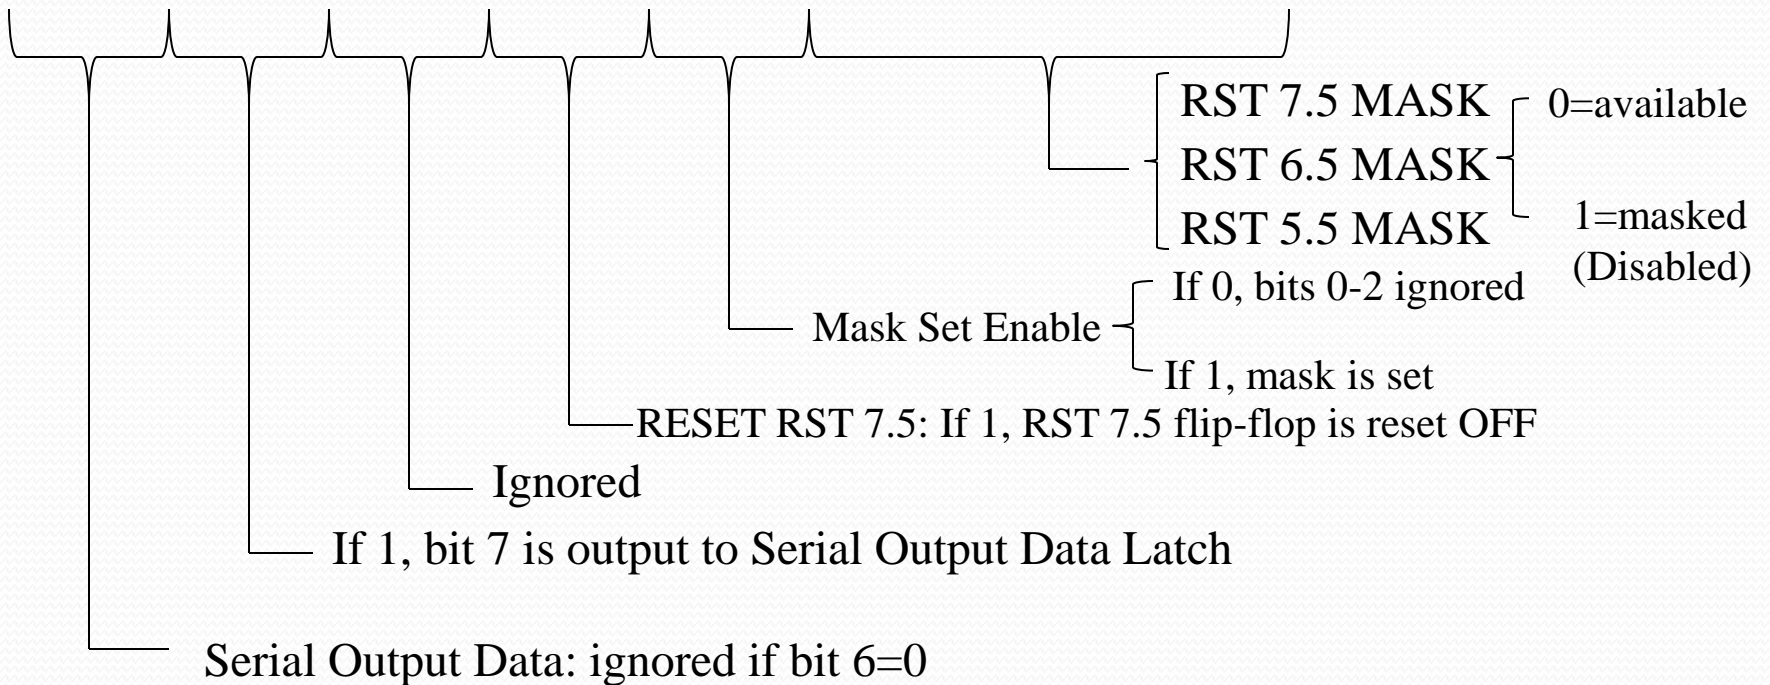 RST 7.5 MASK
0=available
RST 6.5 MASK
RST 5.5 MASK
1=masked
(Disabled)
If 0, bits 0-2 ignored
Mask Set Enable
If 1, mask is set
RESET RST 7.5: If 1, RST 7.5 flip-flop is reset OFF
Ignored
If 1, bit 7 is output to Serial Output Data Latch
Serial Output Data: ignored if bit 6=0